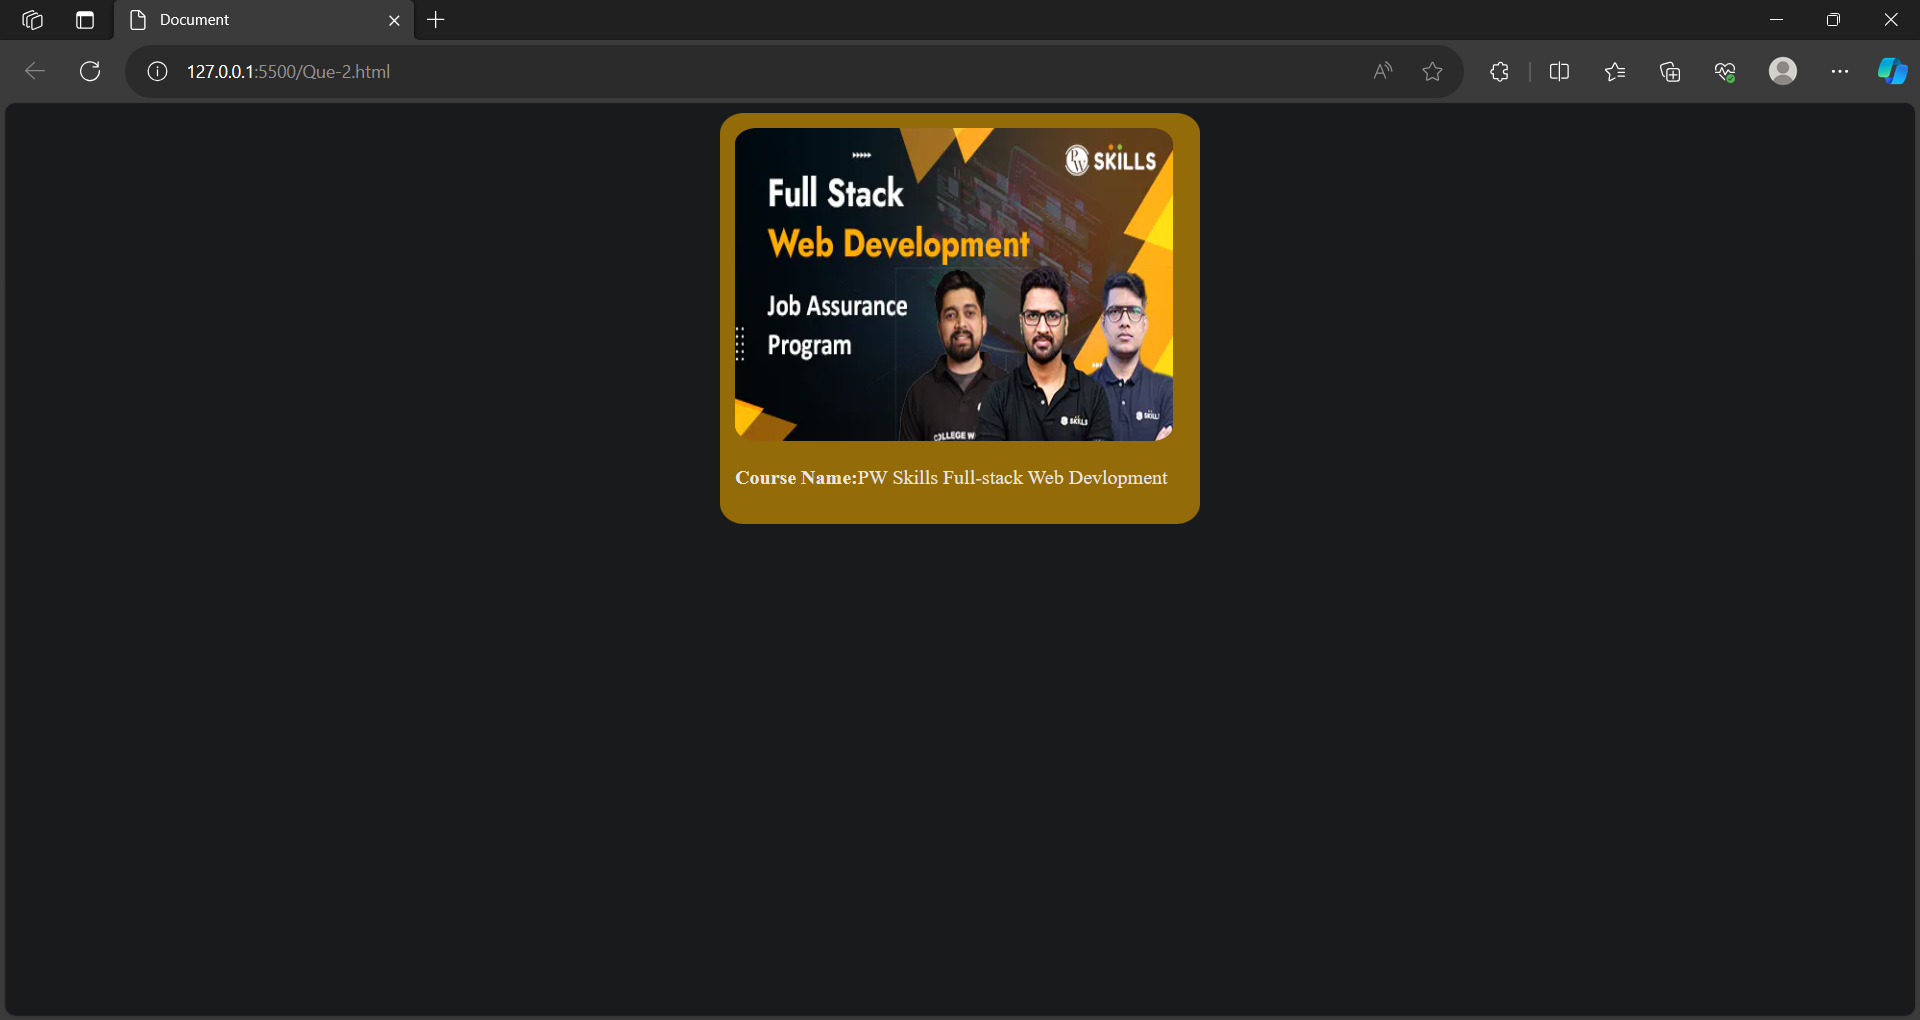 Document
127.0.0.1:5500/Que-2.html
PW SKILLS
Full Stack
Web Development
Job Assurance
Program
SKILLS
COLLEGE W
Course Name:PW Skills Full-stack Web Devlopment